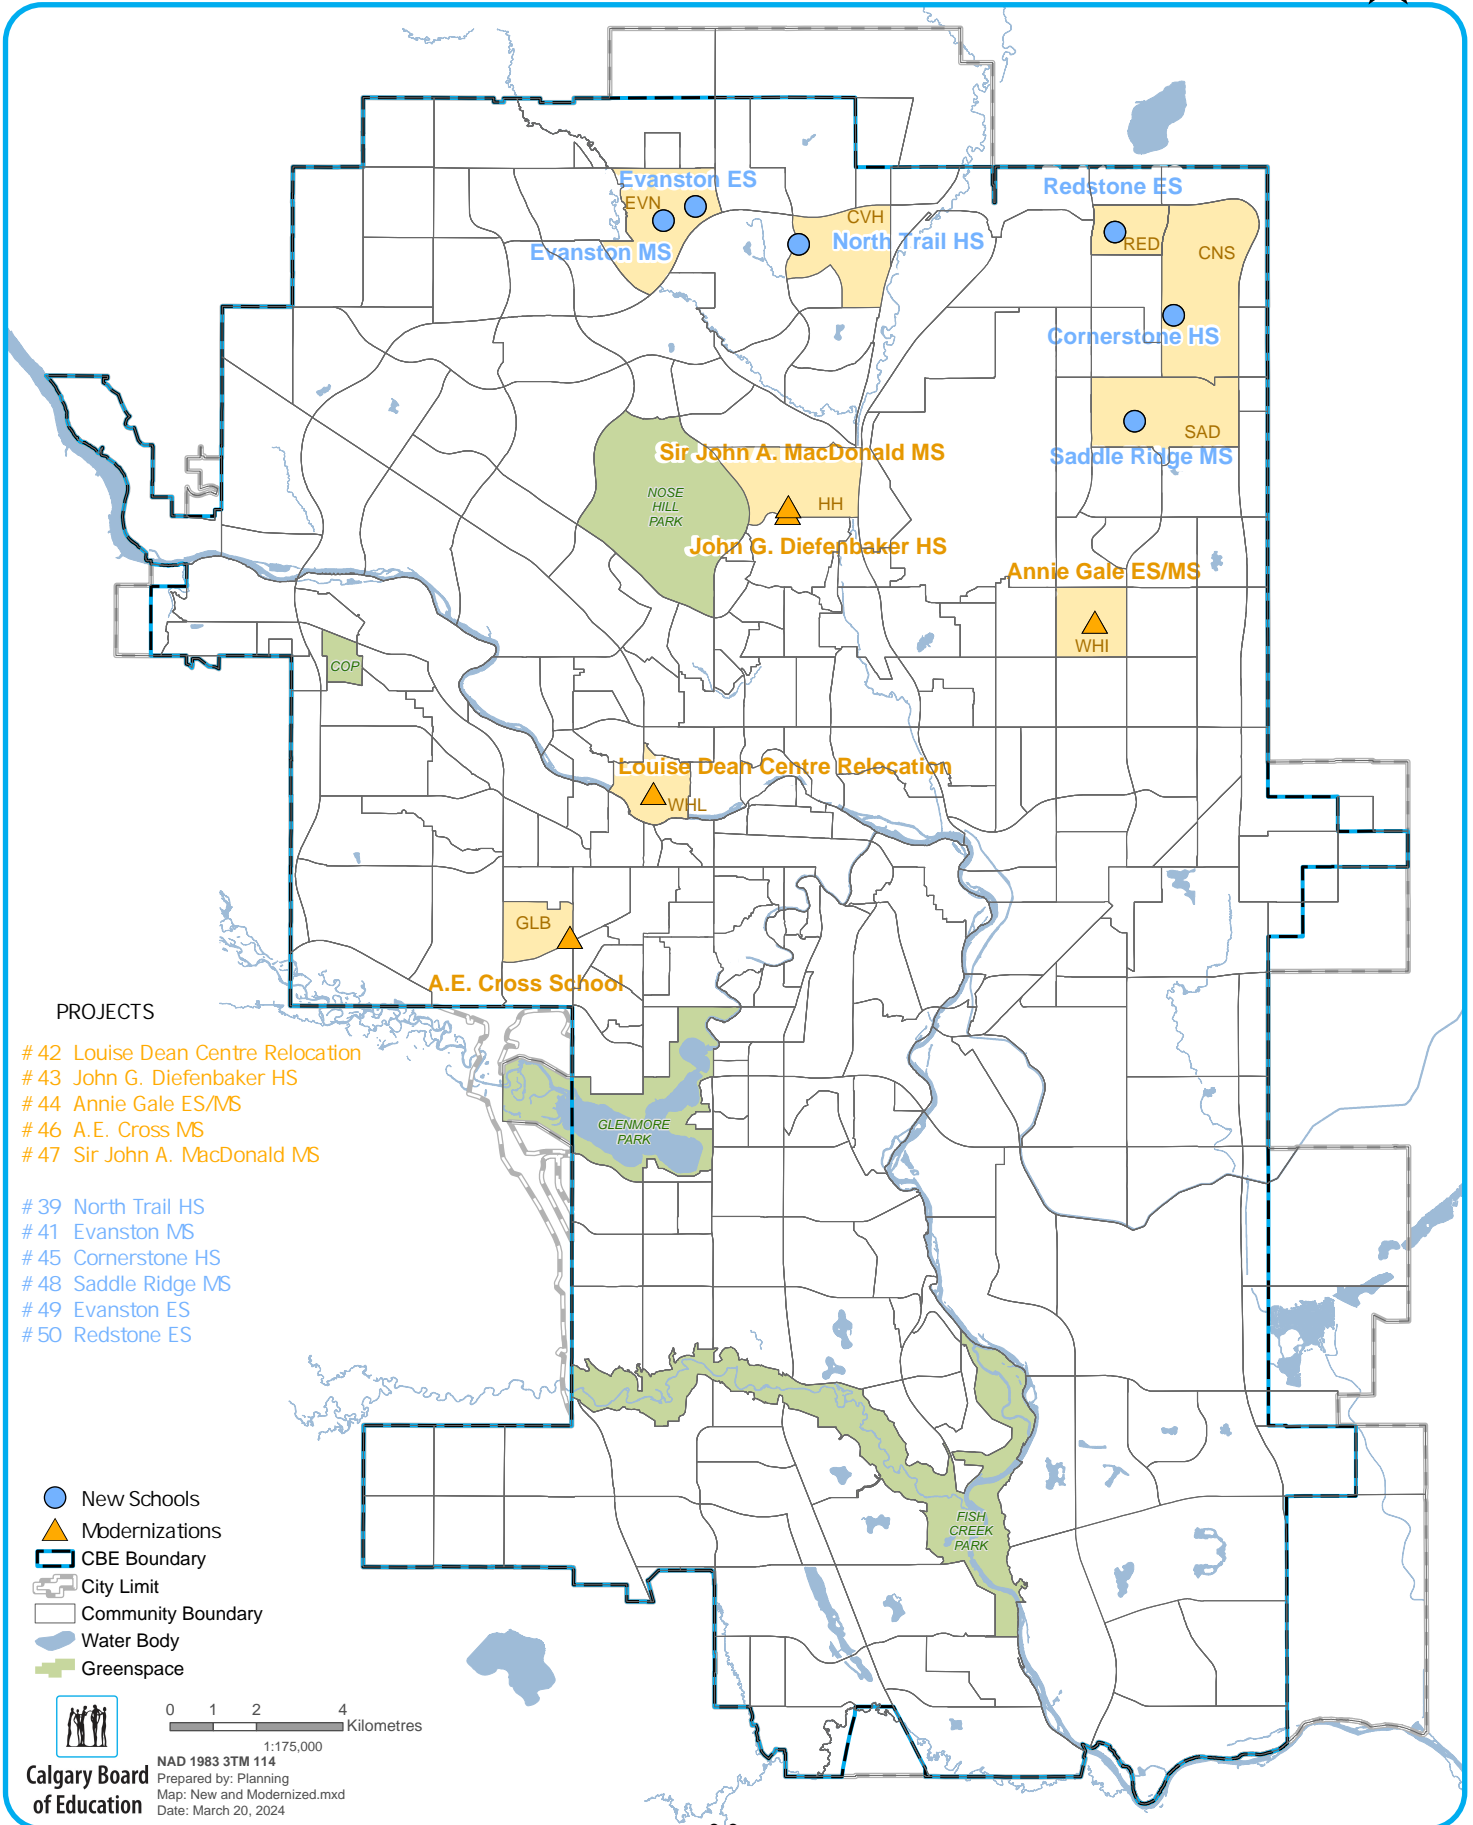 Evanston ES
Redstone ES
EVN
CVH
Evanston MS
North Trail HS
RED
CNS
Cornerstone HS
SAD
Saddle Ridge MS
Sir John A. MacDonald MS
NOSE
HILL
PARK
HH
John G. Diefenbaker HS
Annie Gale ES/MS
WHI
COP
Louise Dean Centre Relocation
WHL
GLB
A.E. Cross School
GLENMORE
PARK
FISH
CREEK
PARK
PROJECTS
#42 Louise Dean Centre Relocation
#43 John G. Diefenbaker HS
#44 Annie Gale ES/MS
#46 A.E. Cross MS
#47 Sir John A. MacDonald MS
#39 North Trail HS
#41 Evanston MS
#45 Cornerstone HS
#48 Saddle Ridge MS
#49 Evanston ES
#50 Redstone ES
New Schools
Modernizations
CBE Boundary
City Limit
Community Boundary
Water Body
Greenspace
0 1 2 4
Kilometres
1:175,000
Calgary Board
of Education
NAD 1983 3TM 114
Prepared by: Planning
Map: New and Modernized.mxd
Date: March 20, 2024